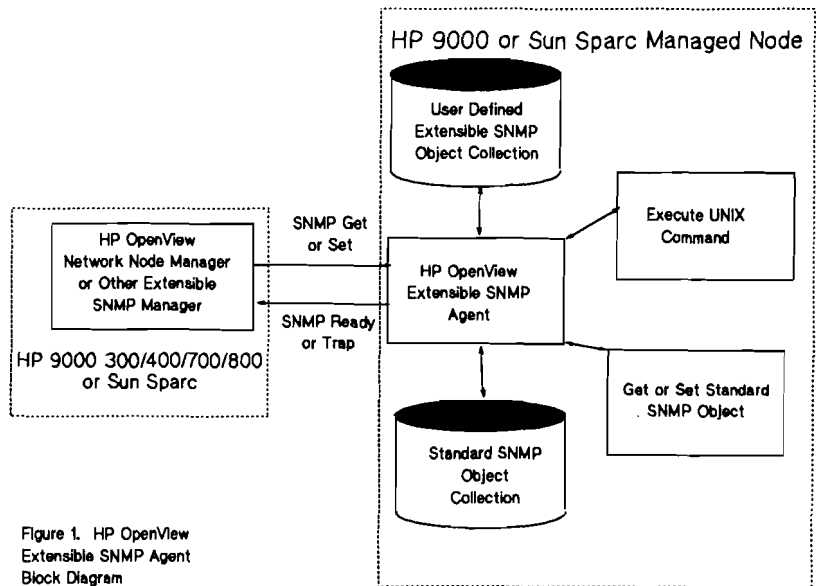 HP 9000 or Sun Sparc Managed Node
User Defined
Extensible SNMP
Object Collection
Execute UNIX
Command
HP OpenView
Network Node Manager
or Other Extensible
SNMP Manager
SNMP Get
or Set
SNMP Ready
or Trap
HP OpenView
Extensible SNMP
Agent
HP 9000 300/400/700/800
or Sun Sparc
Get or Set Standard
SNMP Object
Standard SNMP
Object
Collection
Figure 1. HP OpenView
Extensible SNMP Agent
Block Diagram